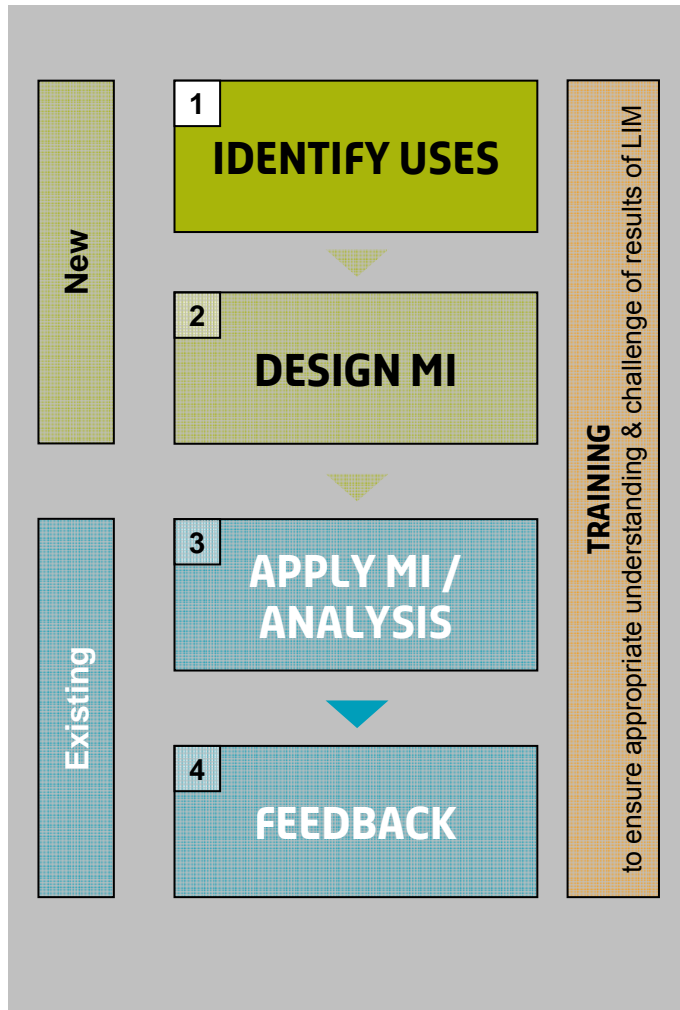 New
1
IDENTIFY USES
2
DESIGN MI
Existing
3
APPLY MI /
ANALYSIS
4
FEEDBACK
TRAINING
to ensure appropriate understanding & challenge of results of LIM